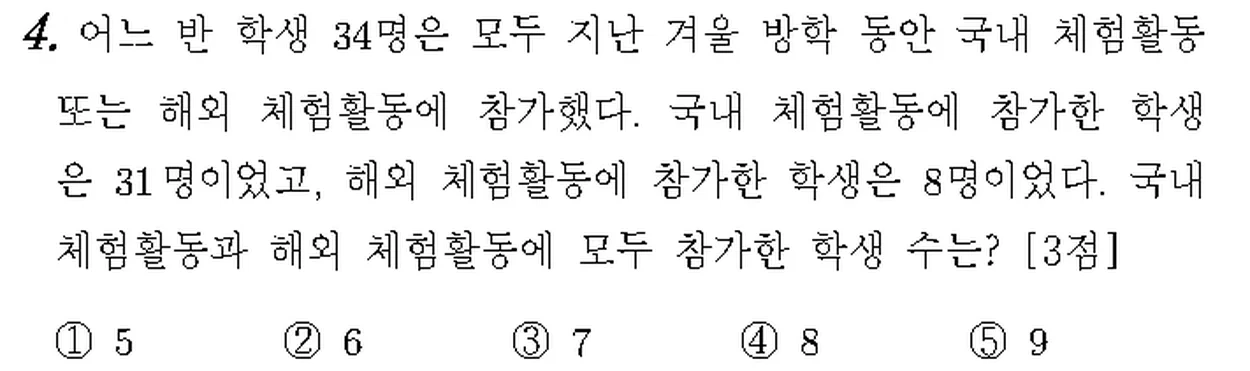 4. 어느 반 학생 34명은 모두 지난 겨울 방학 동안 국내 체험활동
또는 해외 체험활동에 참가했다. 국내 체험활동에 참가한 학생
은 31명이었고, 해외 체험활동에 참가한 학생은 8명이었다. 국내
체험활동과 해외 체험활동에 모두 참가한 학생 수는? [3점]
① 5 ② 6 ③ 7 ④ 8 ⑤ 9